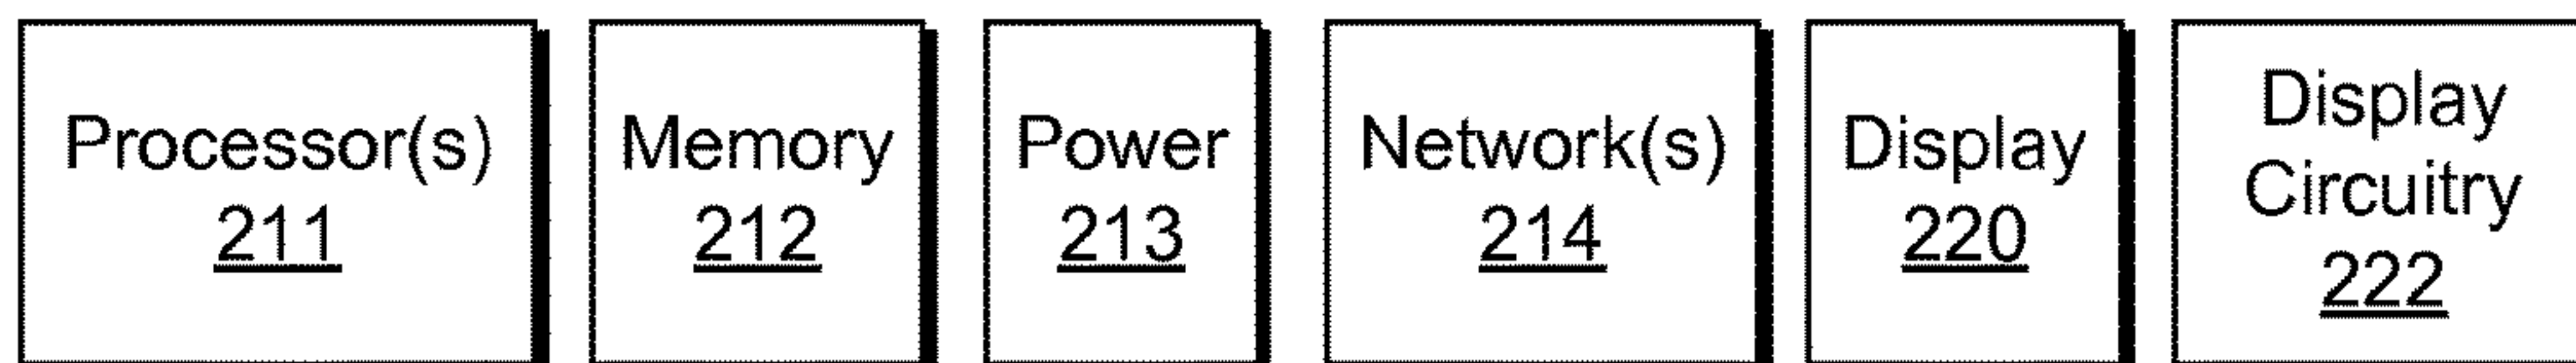 Processor(s)
211
Memory
212
Power
213
Network(s)
214
Display
220
Display
Circuitry
222